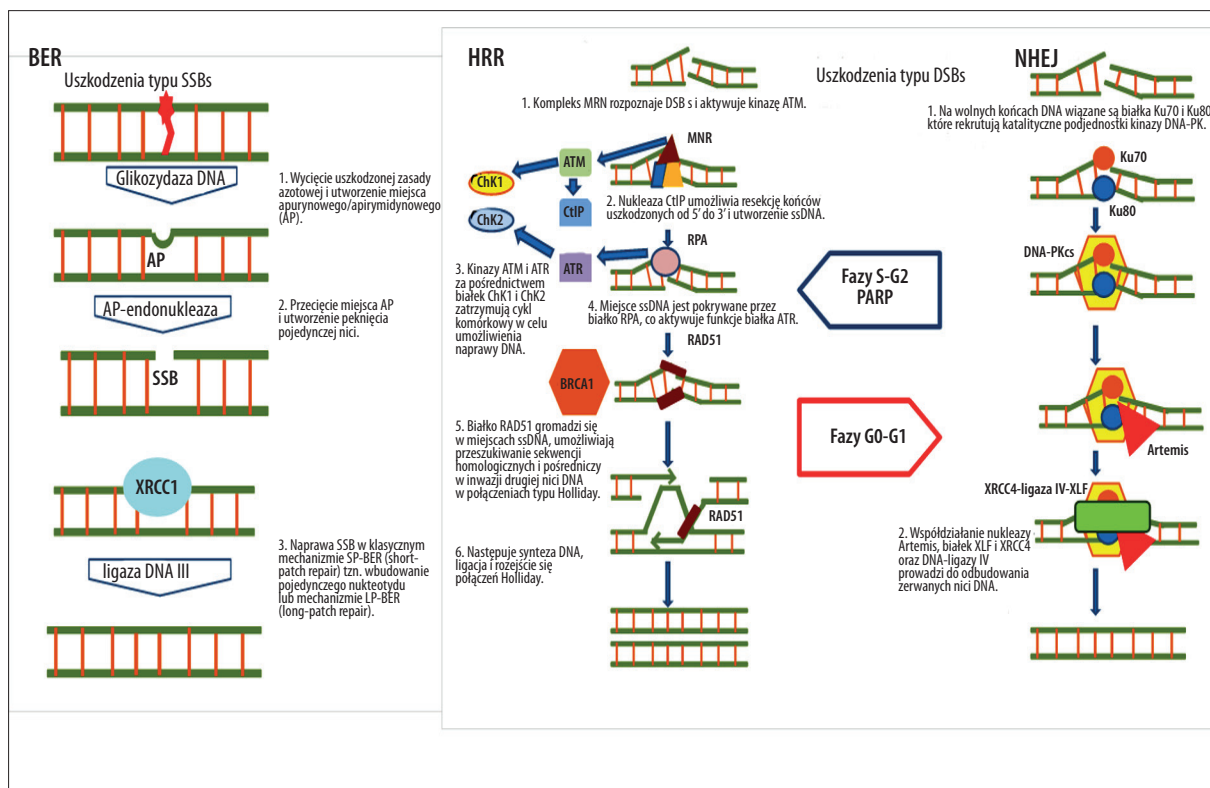 BER
Uszkodzenia typu SSBs
Glikozydaza DNA
1. Wycięcie uszkodzonej zasady
azotowej i utworzenie miejsca
apurynowego/apirymidynowego
(AP).
AP
AP-endonukleaza
2. Przecięcie miejsca AP
i utworzenie peknięcia
pojedynczej nici.
SSB
XRCC1
ligaza DNA III
3. Naprawa SSB w klasycznym
mechanizmie SP-BER (short-
patch repair) tzn. wbudowanie
pojedynczego nukteotydu
lub mechanizmie LP-BER
(long-patch repair).
HRR
Uszkodzenia typu DSBs
1. Kompleks MRN rozpoznaje DSB s i aktywuje kinazę ATM.
MNR
ATM
ChK1
CtIP
ChK2
2. Nukleaza CtIP umożliwia resekcję końców
uszkodzonych od 5’ do 3’ i utworzenie ssDNA.
RPA
ATR
3. Kinazy ATM i ATR
za pośrednictwem
białek ChK1 i ChK2
zatrzymują cykl
komórkowy w celu
umożliwienia
naprawy DNA.
4. Miejsce ssDNA jest pokrywane przez
białko RPA, co aktywuje funkcje białka ATR.
RAD51
BRCA1
5. Białko RAD51 gromadzi się
w miejscach ssDNA, umożliwiają
przeszukiwanie sekwencji
homologicznych i pośredniczy
w inwazji drugiej nici DNA
w połączeniach typu Holliday.
RAD51
6. Następuje synteza DNA,
ligacja i rozejście się
połączeń Holliday.
Fazy S-G2
PARP
Fazy G0-G1
NHEJ
1. Na wolnych końcach DNA wiązane są białka Ku70 i Ku80
które rekrutują katalityczne podjednostki kinazy DNA-PK.
Ku70
Ku80
DNA-PKcs
Artemis
XRCC4-ligaza IV-XLF
2. Współdziałanie nukleazy
Artemis, białek XLF i XRCC4
oraz DNA-ligazy IV
prowadzi do odbudowania
zerwanych nici DNA.